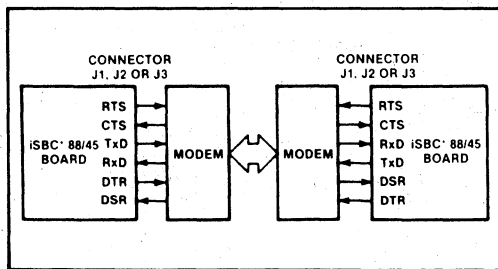 CONNECTOR
J1, J2 OR J3
iSBC* 88/45
BOARD
RTS
CTS
TxD
RxD
DTR
DSR
MODEM
CONNECTOR
J1, J2 OR J3
MODEM
RTS
CTS
RxD
TxD
DSR
DTR
iSBC* 88/45
BOARD